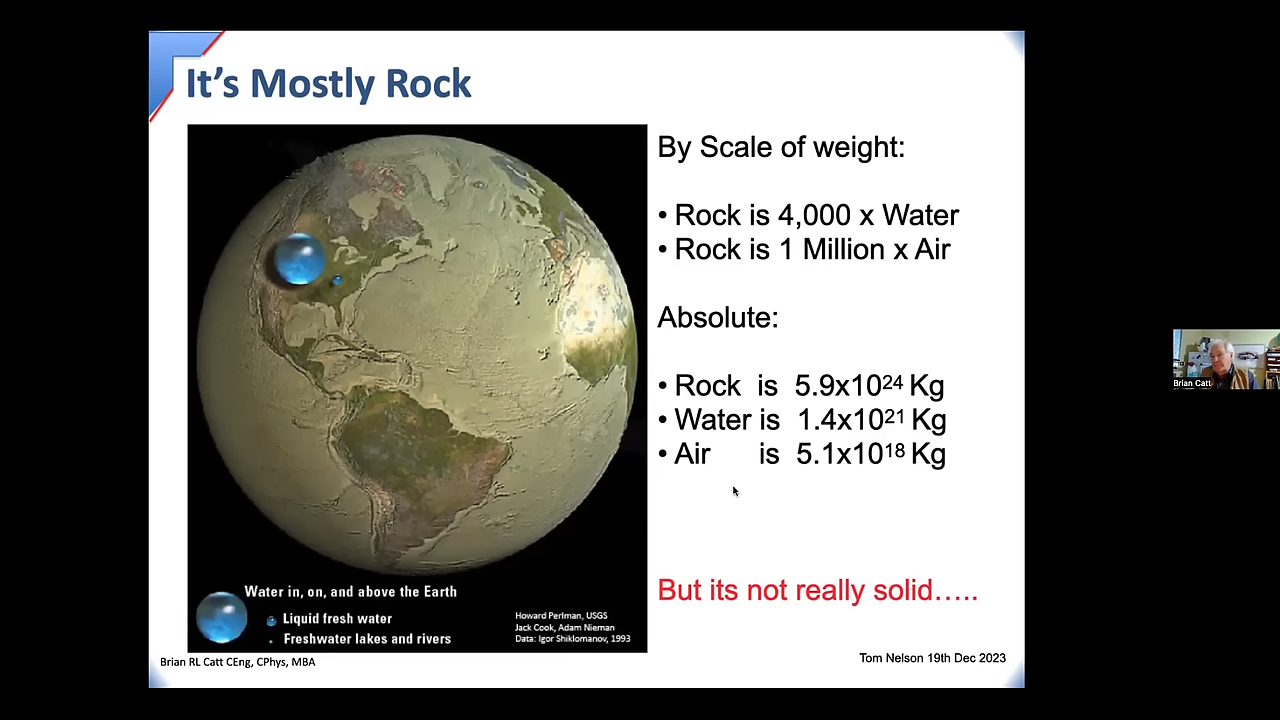 It's Mostly Rock
By Scale of weight:
• Rock is 4,000 x Water
• Rock is 1 Million x Air
Absolute:
• Rock is 5.9x10²⁴ Kg
• Water is 1.4x10²¹ Kg
• Air is 5.1x10¹⁸ Kg
But its not really solid…..
Water in, on, and above the Earth
Liquid fresh water
Freshwater lakes and rivers
Howard Perlman, USGS
Jack Cook, Adam Nieman
Data: Igor Shiklomanov, 1993
Brian RL Catt CEng, CPhys, MBA
Tom Nelson 19th Dec 2023
Brian Catt